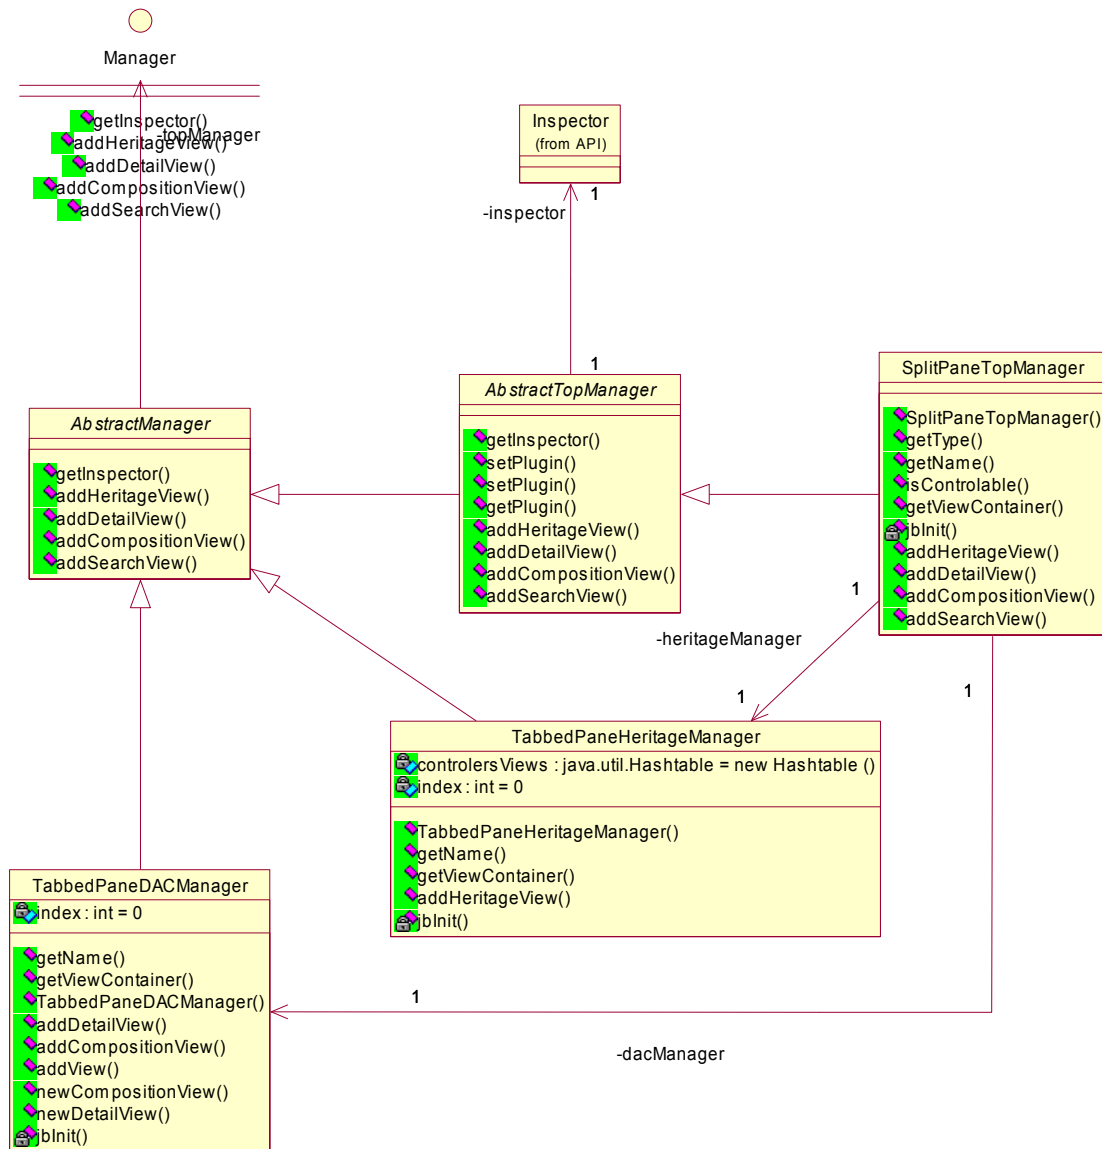 Manager
getInspector()
-topManager
addHeritageView()
addDetailView()
addCompositionView()
addSearchView()
Inspector
(from API)
1
-inspector
1
AbstractManager
getInspector()
addHeritageView()
addDetailView()
addCompositionView()
addSearchView()
AbstractTopManager
getInspector()
setPlugin()
setPlugin()
getPlugin()
addHeritageView()
addDetailView()
addCompositionView()
addSearchView()
SplitPaneTopManager
SplitPaneTopManager()
getType()
getName()
isControlable()
getViewContainer()
jbInit()
addHeritageView()
addDetailView()
addCompositionView()
addSearchView()
1
-heritageManager
1
1
TabbedPaneHeritageManager
controlersViews : java.util.Hashtable = new Hashtable ()
index : int = 0
TabbedPaneHeritageManager()
getName()
getViewContainer()
addHeritageView()
jbInit()
TabbedPaneDACManager
index : int = 0
getName()
getViewContainer()
TabbedPaneDACManager()
addDetailView()
addCompositionView()
addView()
newCompositionView()
newDetailView()
jbInit()
1
-dacManager